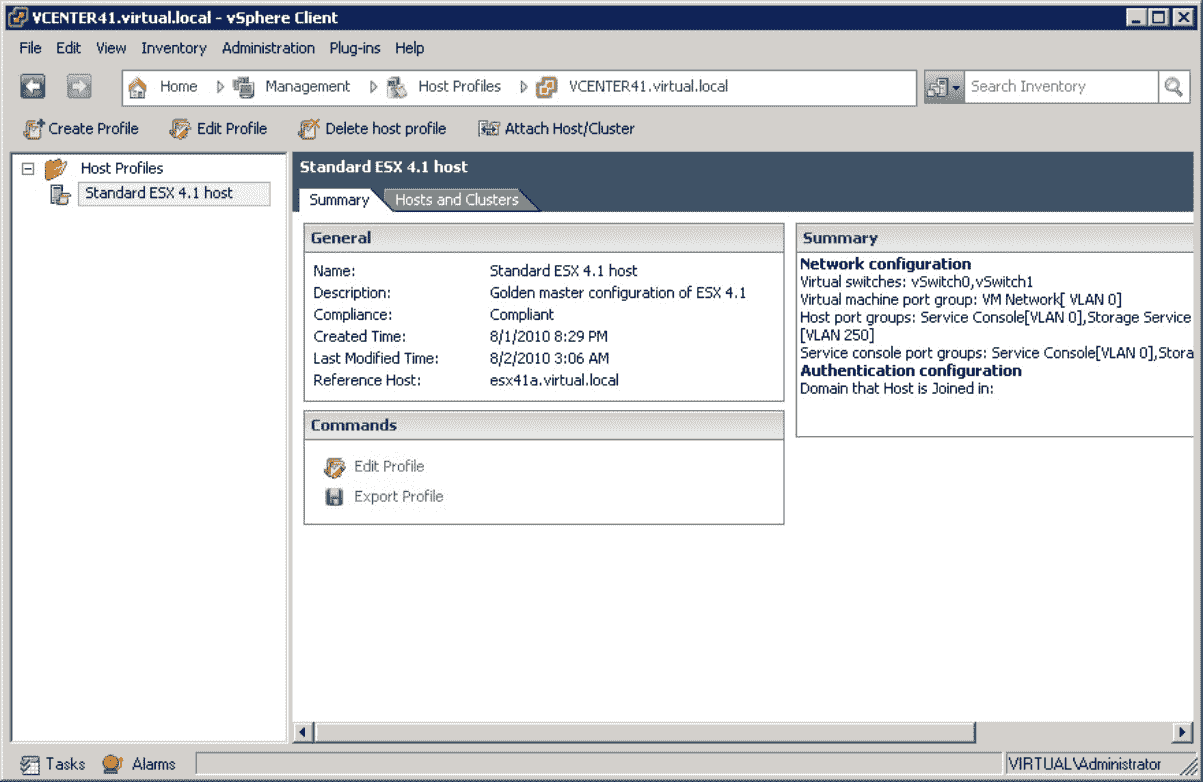 VCENTER41.virtual.local - vSphere Client
File Edit View Inventory Administration Plug-ins Help
Home Management Host Profiles VCENTER41.virtual.local Search Inventory
Create Profile Edit Profile Delete host profile Attach Host/Cluster
Host Profiles
Standard ESX 4.1 host
Standard ESX 4.1 host
Summary Hosts and Clusters
General
Name: Standard ESX 4.1 host
Description: Golden master configuration of ESX 4.1
Compliance: Compliant
Created Time: 8/1/2010 8:29 PM
Last Modified Time: 8/2/2010 3:06 AM
Reference Host: esx41a.virtual.local
Commands
Edit Profile
Export Profile
Summary
Network configuration
Virtual switches: vSwitch0,vSwitch1
Virtual machine port group: VM Network[ VLAN 0]
Host port groups: Service Console[VLAN 0],Storage Service
[VLAN 250]
Service console port groups: Service Console[VLAN 0],Stora
Authentication configuration
Domain that Host is Joined in:
Tasks Alarms VIRTUAL\Administrator